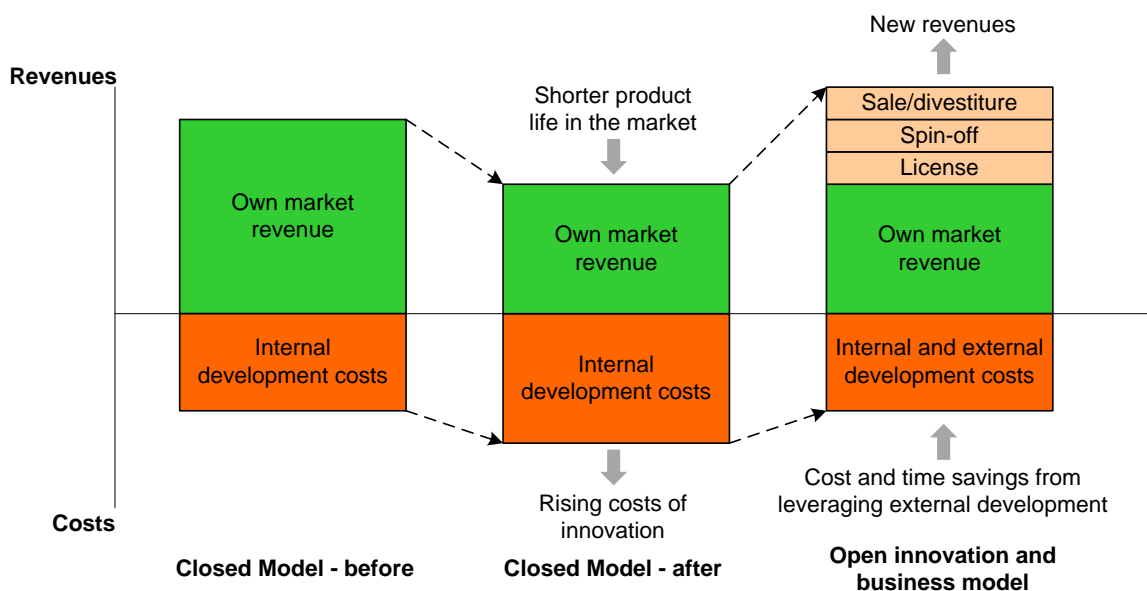 New revenues
Revenues
Shorter product
life in the market
Sale/divestiture
Spin-off
License
Own market
revenue
Own market
revenue
Own market
revenue
Internal
development costs
Internal
development costs
Internal and external
development costs
Rising costs of
innovation
Cost and time savings from
leveraging external development
Costs
Closed Model - before
Closed Model - after
Open innovation and
business model